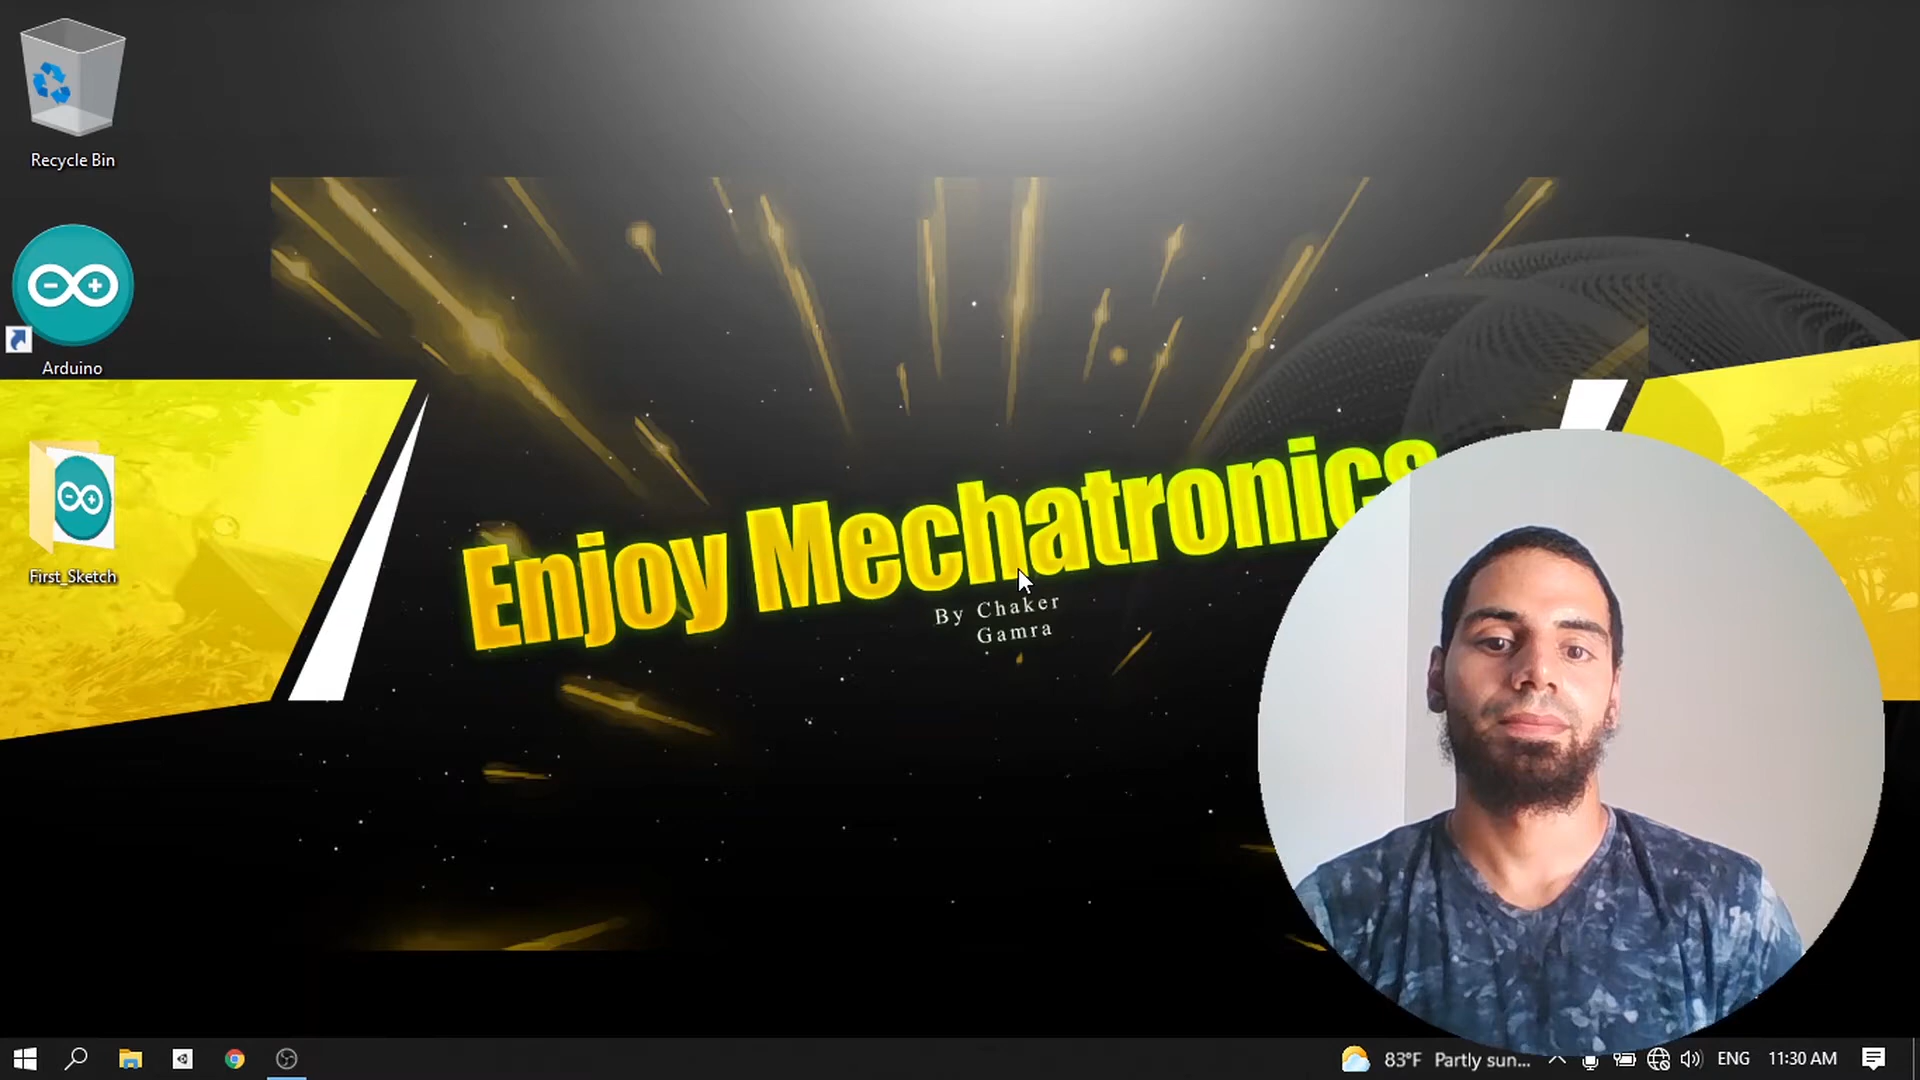 Recycle Bin
Arduino
First_Sketch
Enjoy Mechatronics
By Chaker
Gamra
83°F Partly sun...
ENG
11:30 AM